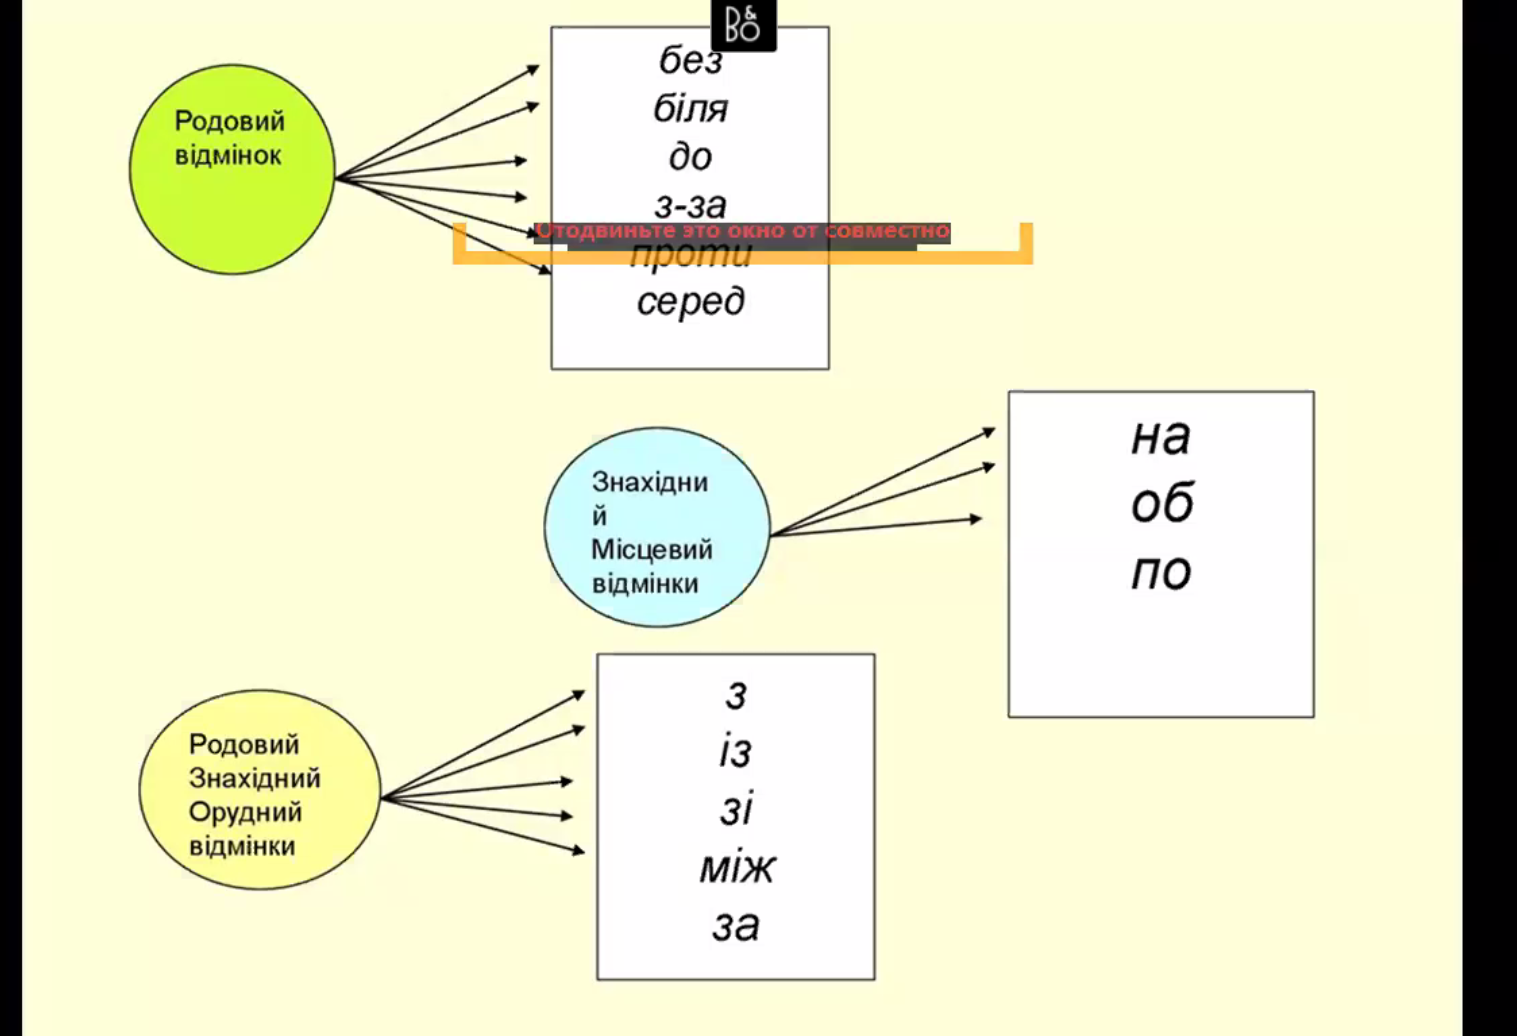 B&O
без
Родовий
відмінок
біля
до
з-за
Отодвиньте это окно от совместно
проти
серед
Знахідни
й
Місцевий
відмінки
на
об
по
Родовий
Знахідний
Орудний
відмінки
з
із
зі
між
за